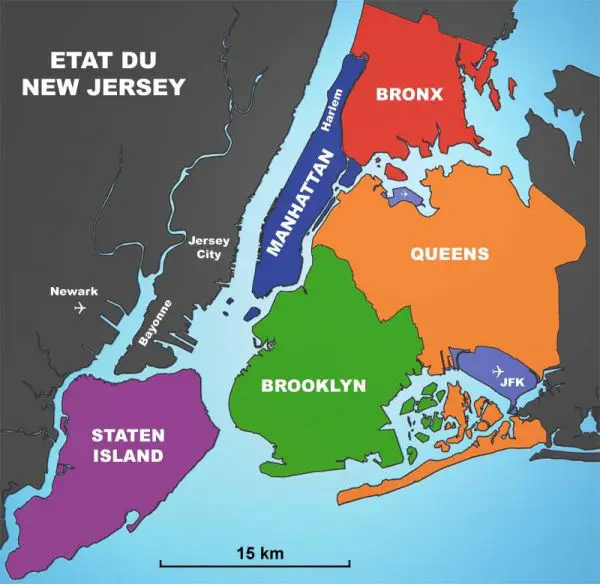 ETAT DU
NEW JERSEY
BRONX
Harlem
MANHATTAN
Jersey
City
QUEENS
Newark
Bayonne
JFK
BROOKLYN
STATEN
ISLAND
15 km